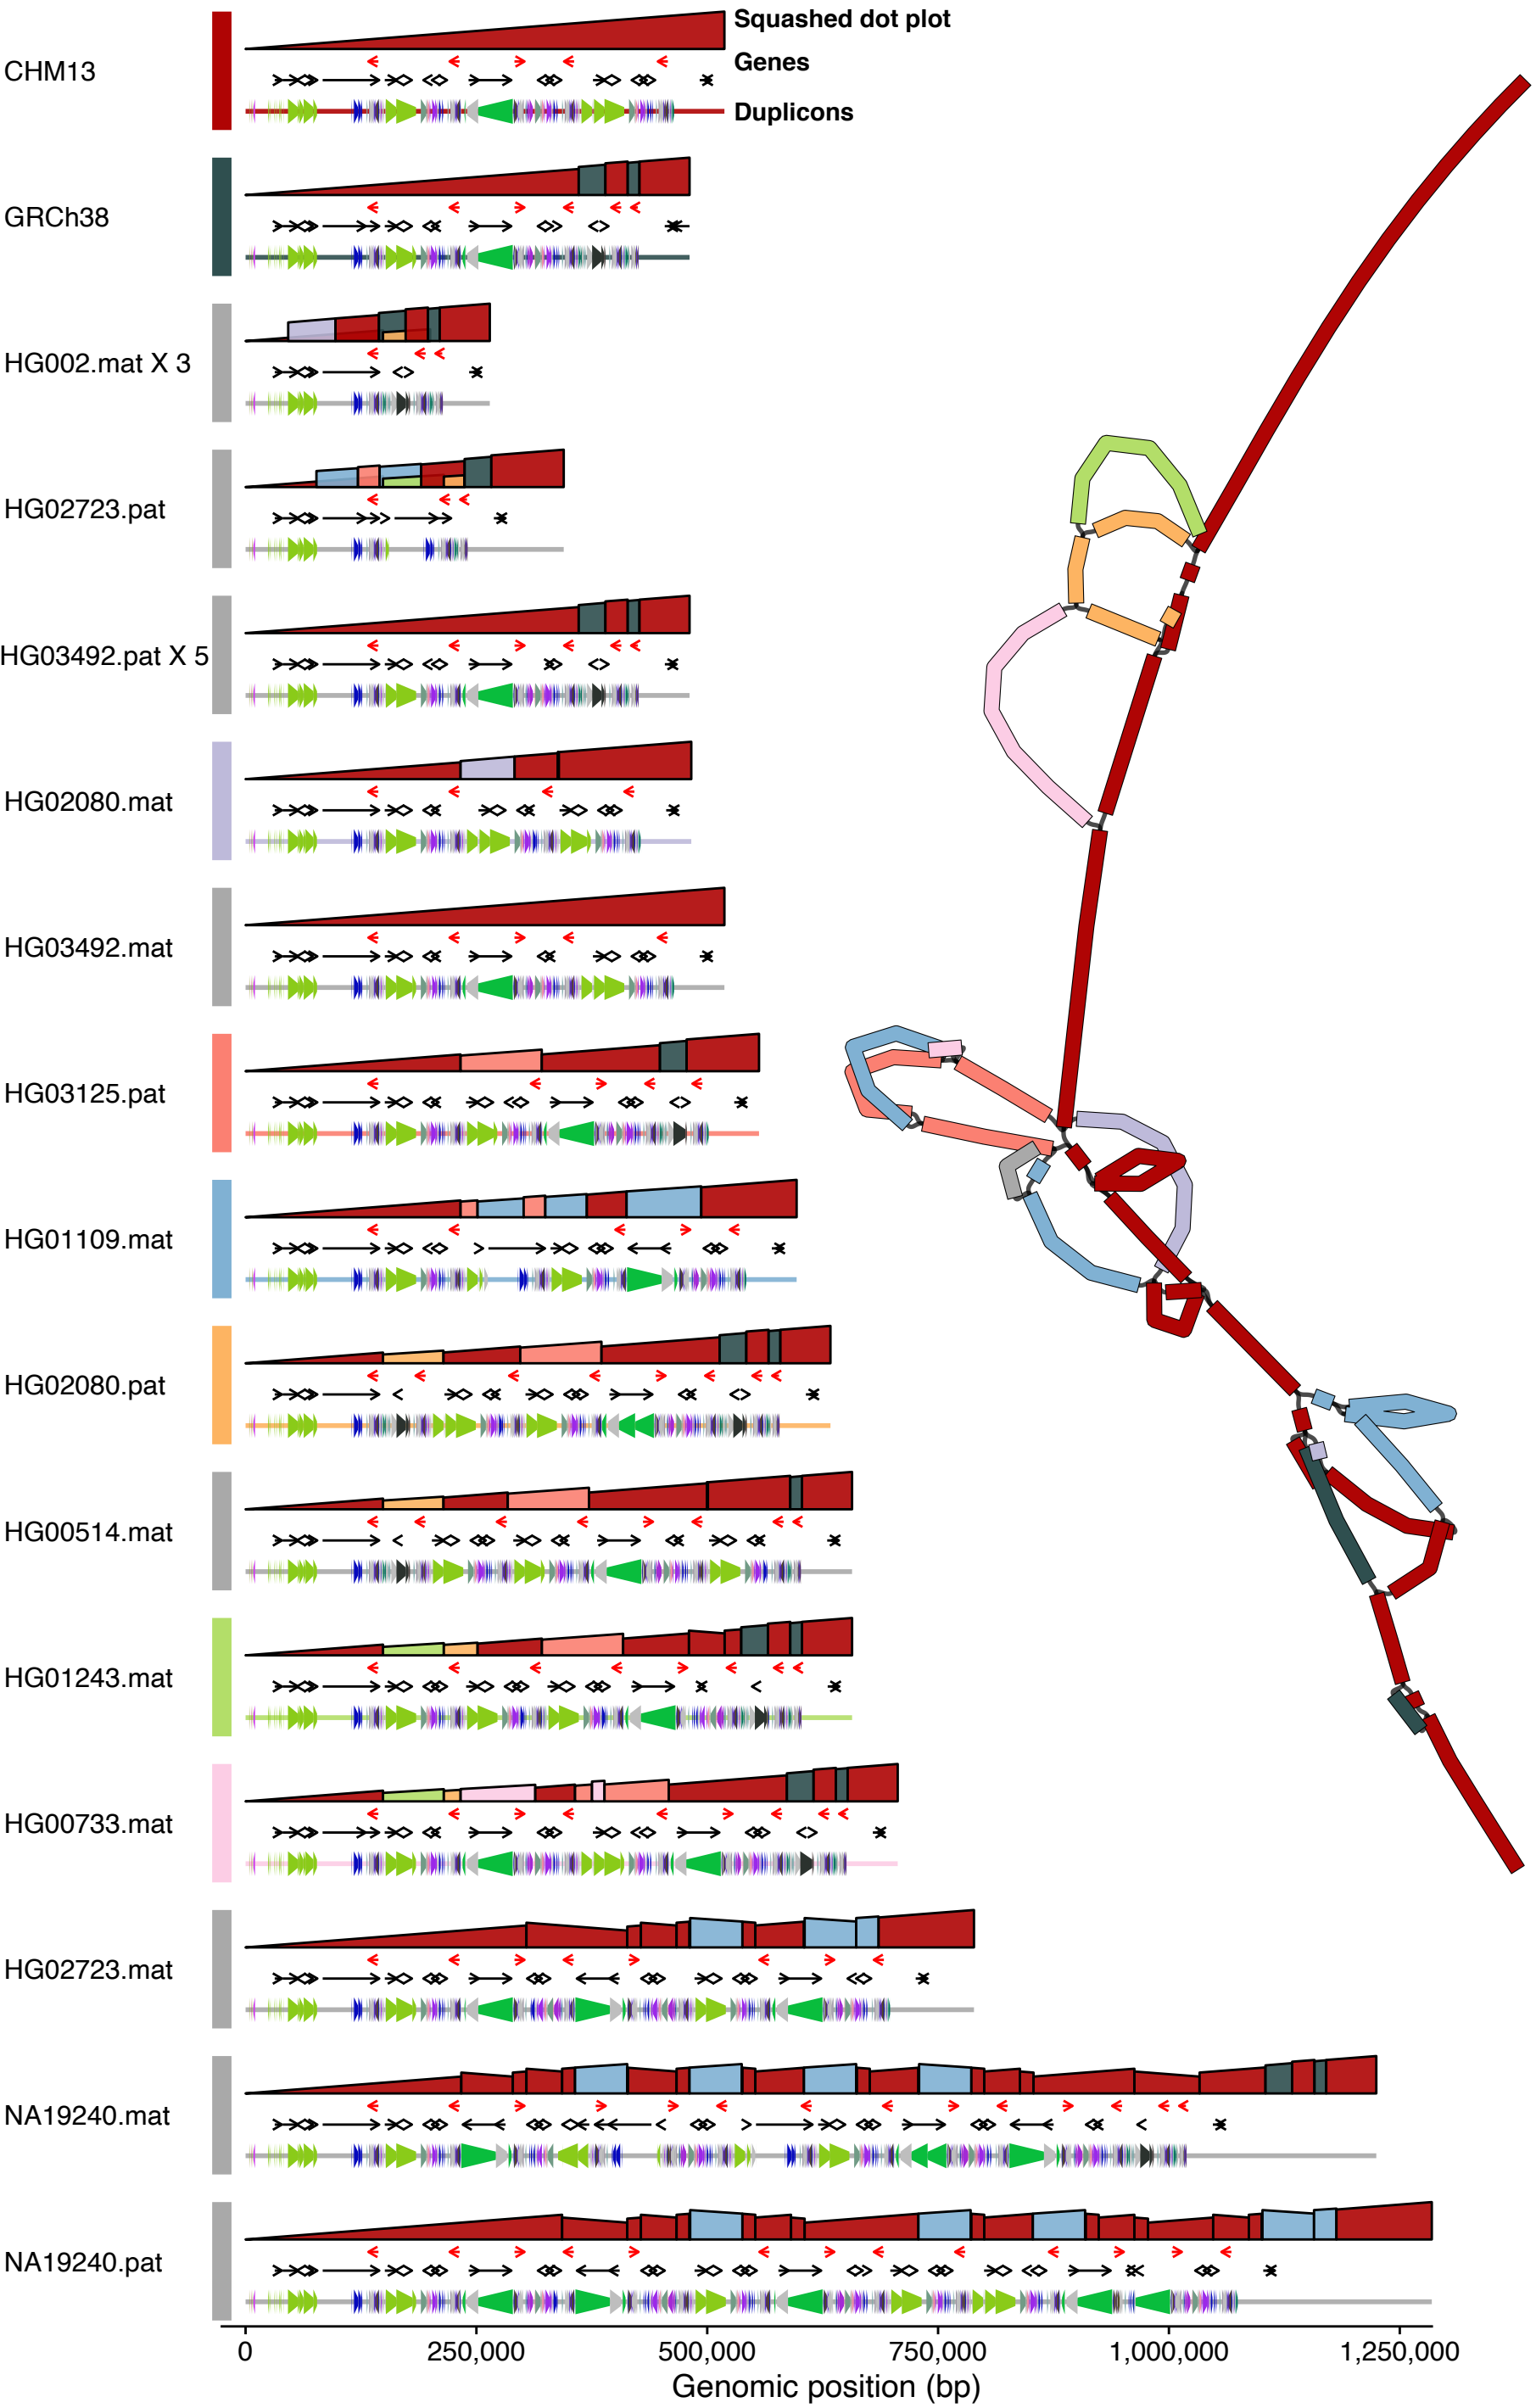 Squashed dot plot
CHM13
Genes
Duplicons
GRCh38
HG002.mat X 3
HG02723.pat
HG03492.pat X 5
HG02080.mat
HG03492.mat
HG03125.pat
HG01109.mat
HG02080.pat
HG00514.mat
HG01243.mat
HG00733.mat
HG02723.mat
NA19240.mat
NA19240.pat
0 250,000 500,000 750,000 1,000,000 1,250,000
Genomic position (bp)